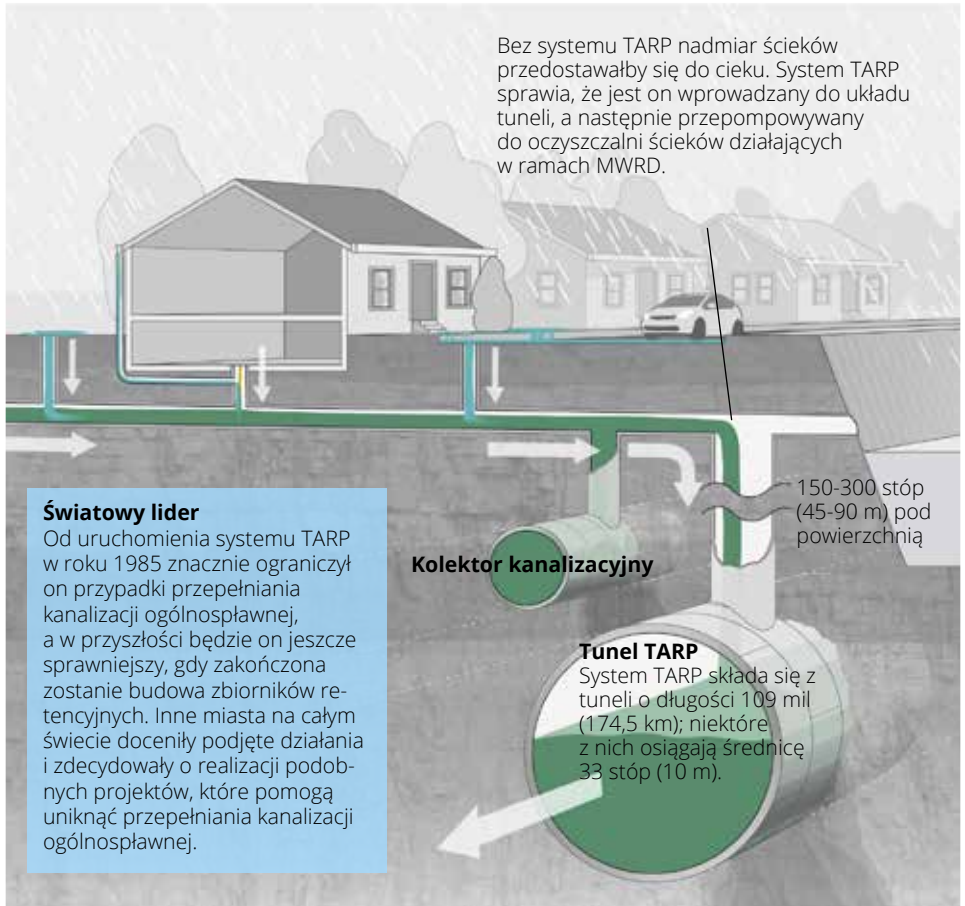 Bez systemu TARP nadmiar ścieków
przedostawałby się do cieku. System TARP
sprawia, że jest on wprowadzany do układu
tuneli, a następnie przepompowywany
do oczyszczalni ścieków działających
w ramach MWRD.
150-300 stóp
(45-90 m) pod
powierzchnią
Światowy lider
Od uruchomienia systemu TARP
w roku 1985 znacznie ograniczył
on przypadki przepełniania
kanalizacji ogólnospławnej,
a w przyszłości będzie on jeszcze
sprawniejszy, gdy zakończona
zostanie budowa zbiorników re-
tencyjnych. Inne miasta na całym
świecie doceniły podjęte działania
i zdecydowały o realizacji podob-
nych projektów, które pomogą
uniknąć przepełniania kanalizacji
ogólnospławnej.
Kolektor kanalizacyjny
Tunel TARP
System TARP składa się z
tuneli o długości 109 mil
(174,5 km); niektóre
z nich osiągają średnicę
33 stóp (10 m).